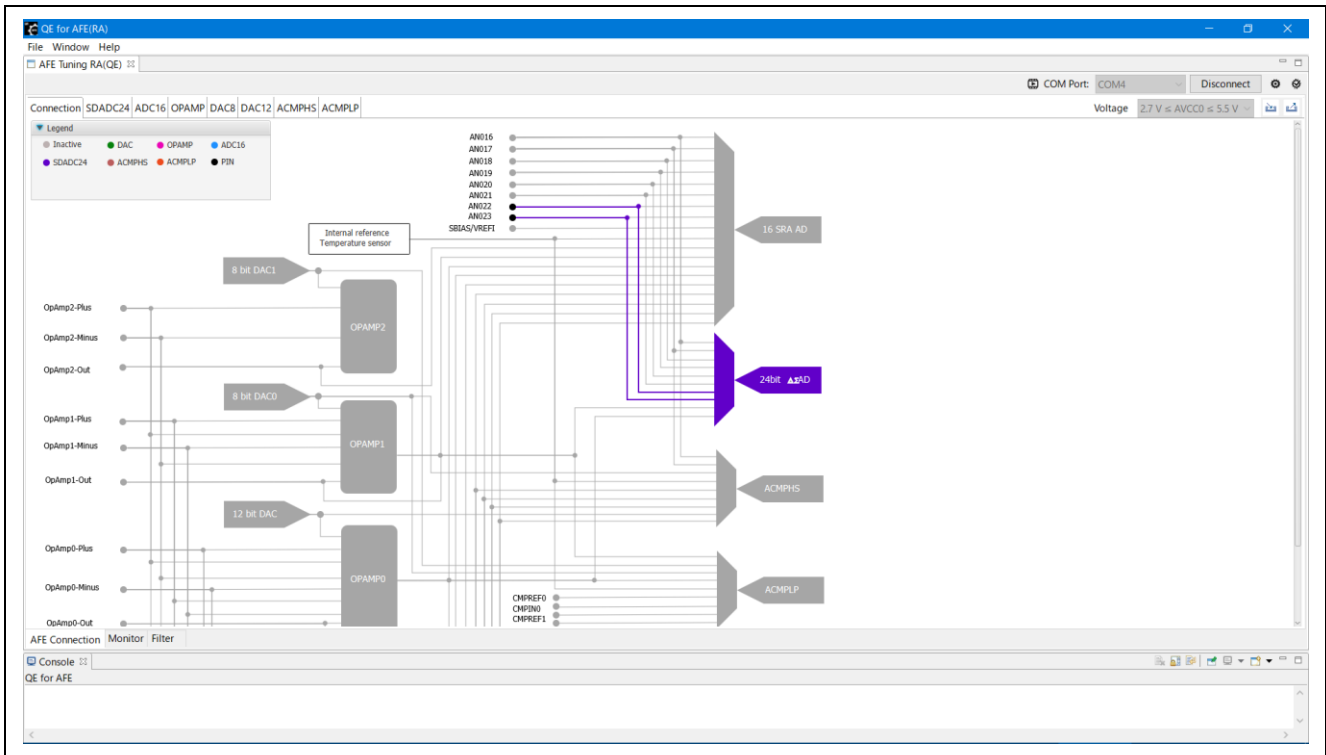 QE for AFE(RA)
File Window Help
AFE Tuning RA(QE)
COM Port: COM4 Disconnect
Connection SDADC24 ADC16 OPAMP DAC8 DAC12 ACMPHS ACMPLP
Voltage 2.7 V ≤ AVCC0 ≤ 5.5 V
Legend
Inactive DAC OPAMP ADC16
SDADC24 ACMPHS ACMPLP PIN
AN016
AN017
AN018
AN019
AN020
AN021
AN022
AN023
SBIAS/VREFI
16 SRA AD
Internal reference
Temperature sensor
8 bit DAC1
OpAmp2-Plus
OPAMP2
OpAmp2-Minus
OpAmp2-Out
24bit ΔΣAD
8 bit DAC0
OpAmp1-Plus
OpAmp1-Minus
OPAMP1
OpAmp1-Out
ACMPHS
12 bit DAC
OpAmp0-Plus
OPAMP0
OpAmp0-Minus
ACMPLP
CMPREF0
CMPIN0
CMPREF1
OpAmp0-Out
AFE Connection Monitor Filter
Console
QE for AFE